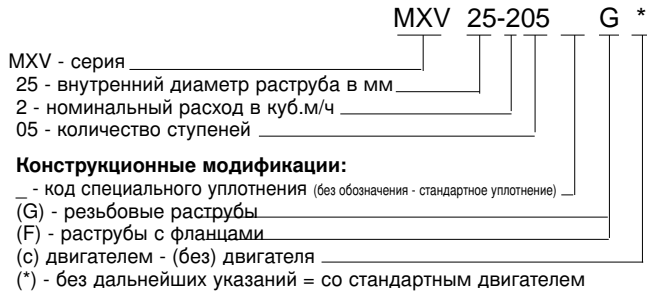 MXV 25-205 G *
MXV - серия
25 - внутренний диаметр раструба в мм
2 - номинальный расход в куб.м/ч
05 - количество ступеней
Конструкционные модификации:
_ - код специального уплотнения (без обозначения - стандартное уплотнение)
(G) - резьбовые раструбы
(F) - раструбы с фланцами
(с) двигателем - (без) двигателя
(*) - без дальнейших указаний = со стандартным двигателем